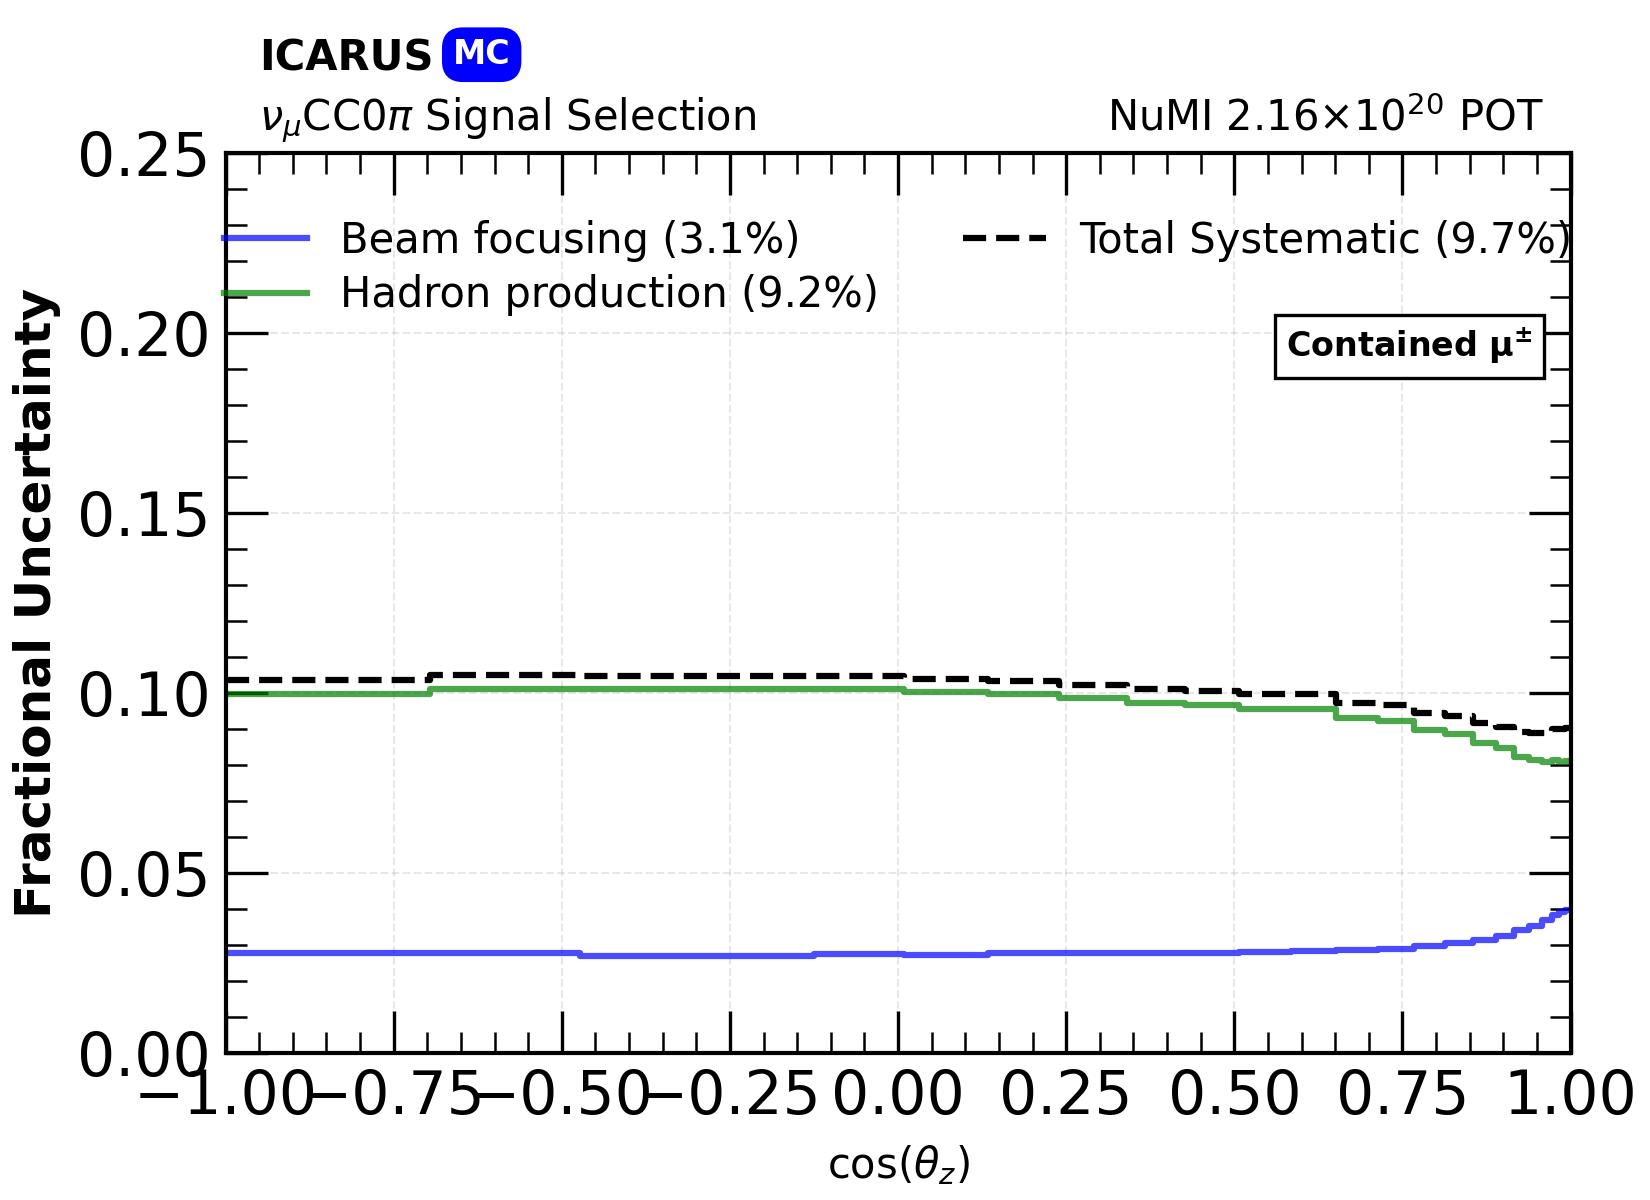 ICARUS MC
νμCC0π Signal Selection NuMI 2.16×10²⁰ POT
0.25
Beam focusing (3.1%) Total Systematic (9.7%)
Hadron production (9.2%)
0.20
Contained μ±
0.15
0.10
0.05
0.00
Fractional Uncertainty
−1.00 −0.75 −0.50 −0.25 0.00 0.25 0.50 0.75 1.00
cos(θz)